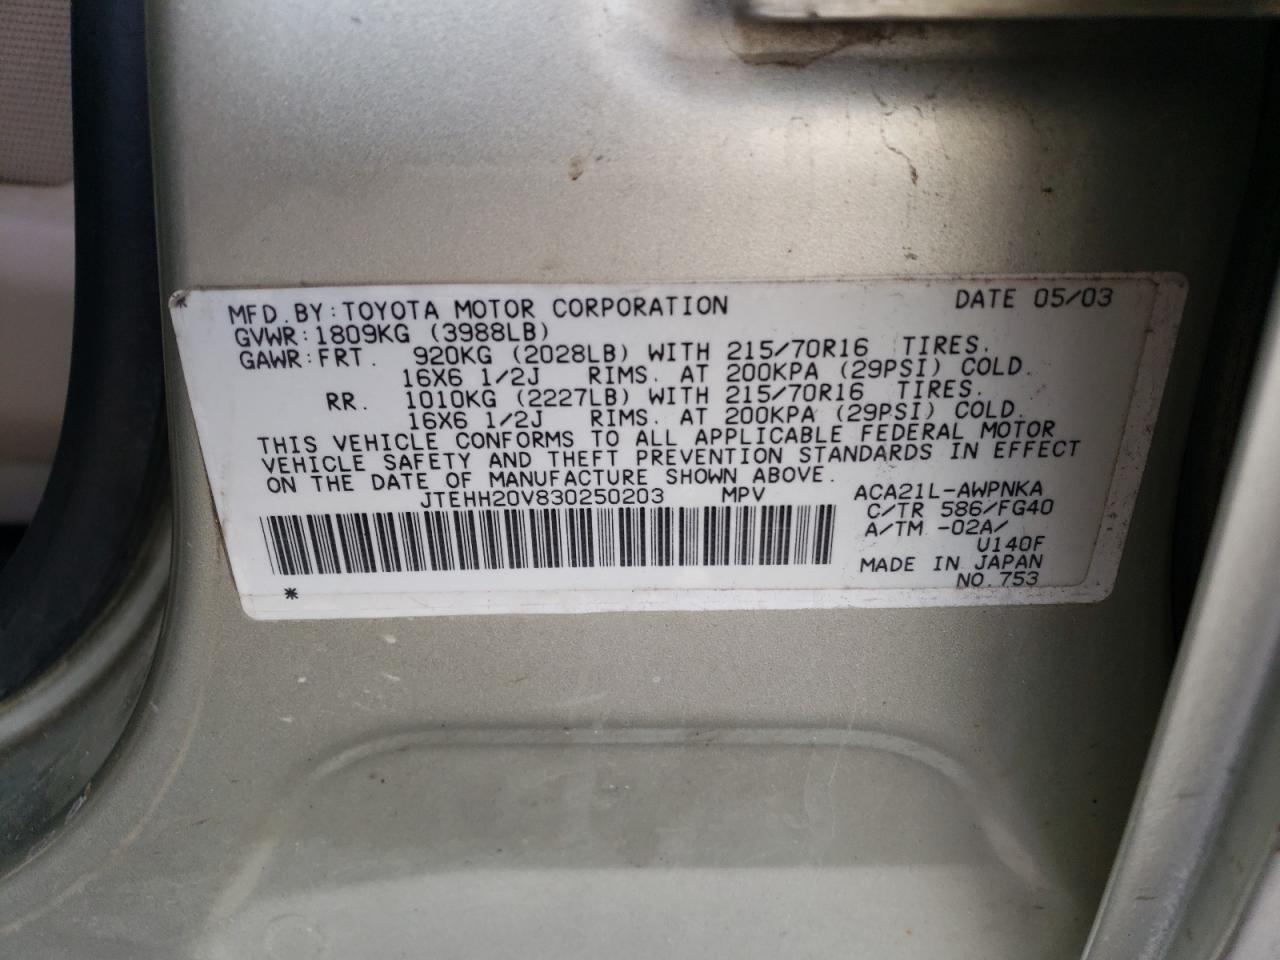 MFD.BY:TOYOTA MOTOR CORPORATION DATE 05/03
GVWR:1809KG (3988LB)
GAWR:FRT. 920KG (2028LB) WITH 215/70R16 TIRES.
16X6 1/2J RIMS. AT 200KPA (29PSI) COLD.
RR. 1010KG (2227LB) WITH 215/70R16 TIRES.
16X6 1/2J RIMS. AT 200KPA (29PSI) COLD.
THIS VEHICLE CONFORMS TO ALL APPLICABLE FEDERAL MOTOR
VEHICLE SAFETY AND THEFT PREVENTION STANDARDS IN EFFECT
ON THE DATE OF MANUFACTURE SHOWN ABOVE.
JTEHH20V830250203 MPV ACA21L-AWPNKA
C/TR 586/FG40
A/TM -02A/
U140F
MADE IN JAPAN
NO.753